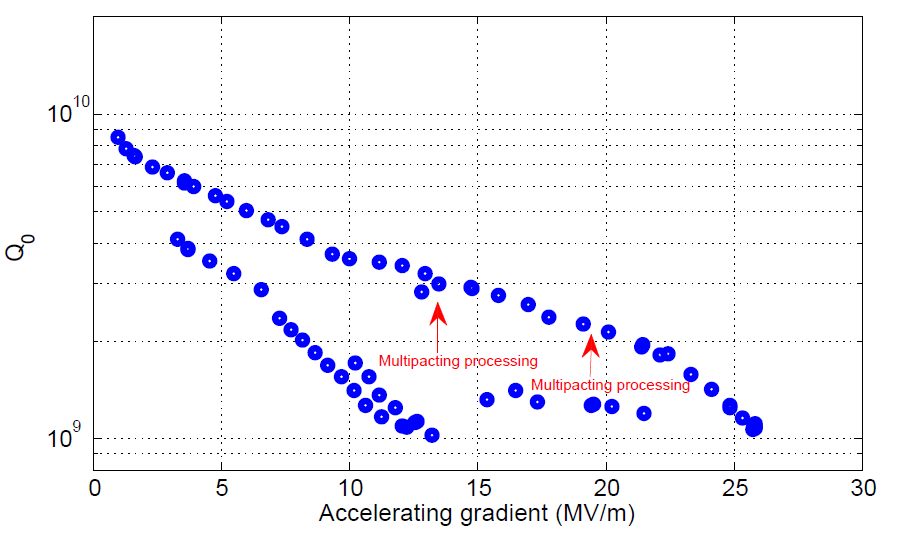 10^10
10^9
Q_0
Multipacting processing
Multipacting processing
0 5 10 15 20 25 30
Accelerating gradient (MV/m)